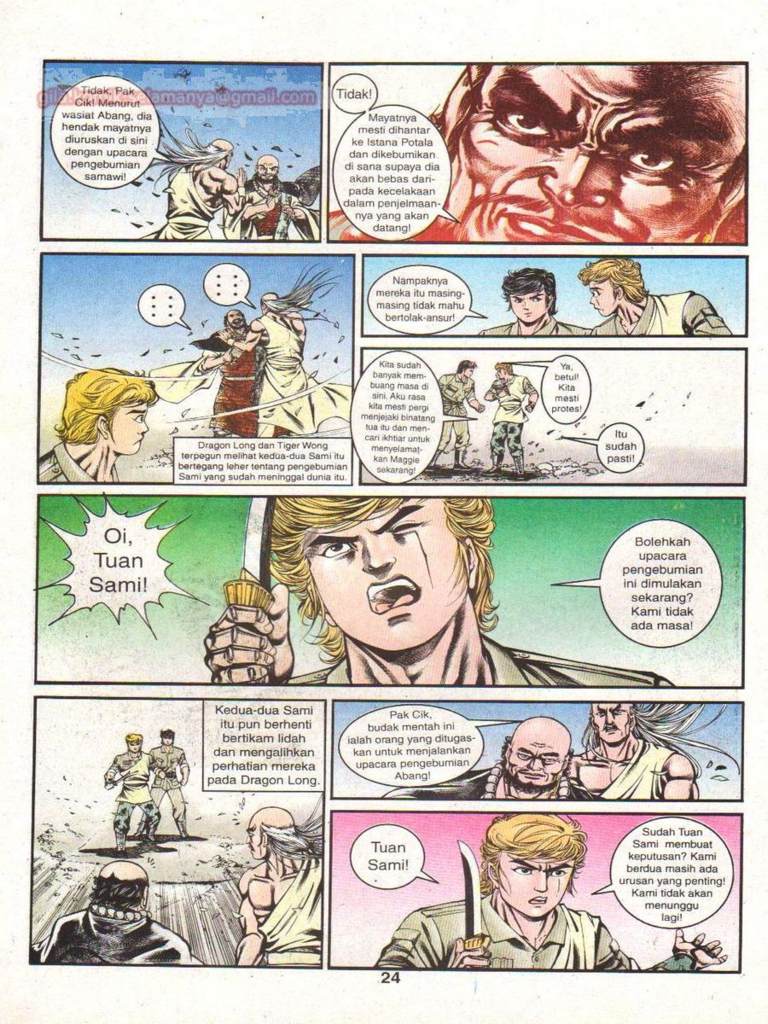 Tidak, Pak
Cik! Menurut
wasiat Abang, dia
hendak mayatnya
diuruskan di sini
dengan upacara
pengebumian
samawi!
Tidak!
Mayatnya
mesti dihantar
ke Istana Potala
dan dikebumikan
di sana supaya dia
akan bebas dari-
pada kecelakaan
dalam penjelmaan-
nya yang akan
datang!
Nampaknya
mereka itu masing-
masing tidak mahu
bertolak-ansur!
Dragon Long dan Tiger Wong
terpegun melihat kedua-dua Sami itu
bertegang leher tentang pengebumian
Sami yang sudah meninggal dunia itu.
Kita sudah
banyak mem-
buang masa di
sini. Aku rasa
kita mesti pergi
menjejaki binatang
tua itu dan men-
cari ikhtiar untuk
menyelamat-
kan Maggie
sekarang!
Ya,
betul!
Kita
mesti
protes!
Itu
sudah
pasti!
Oi,
Tuan
Sami!
Bolehkah
upacara
pengebumian
ini dimulakan
sekarang?
Kami tidak
ada masa!
Kedua-dua Sami
itu pun berhenti
bertikam lidah
dan mengalihkan
perhatian mereka
pada Dragon Long.
Pak Cik,
budak mentah ini
ialah orang yang ditugas-
kan untuk menjalankan
upacara pengebumian
Abang!
Tuan
Sami!
Sudah Tuan
Sami membuat
keputusan? Kami
berdua masih ada
urusan yang penting!
Kami tidak akan
menunggu
lagi!
24